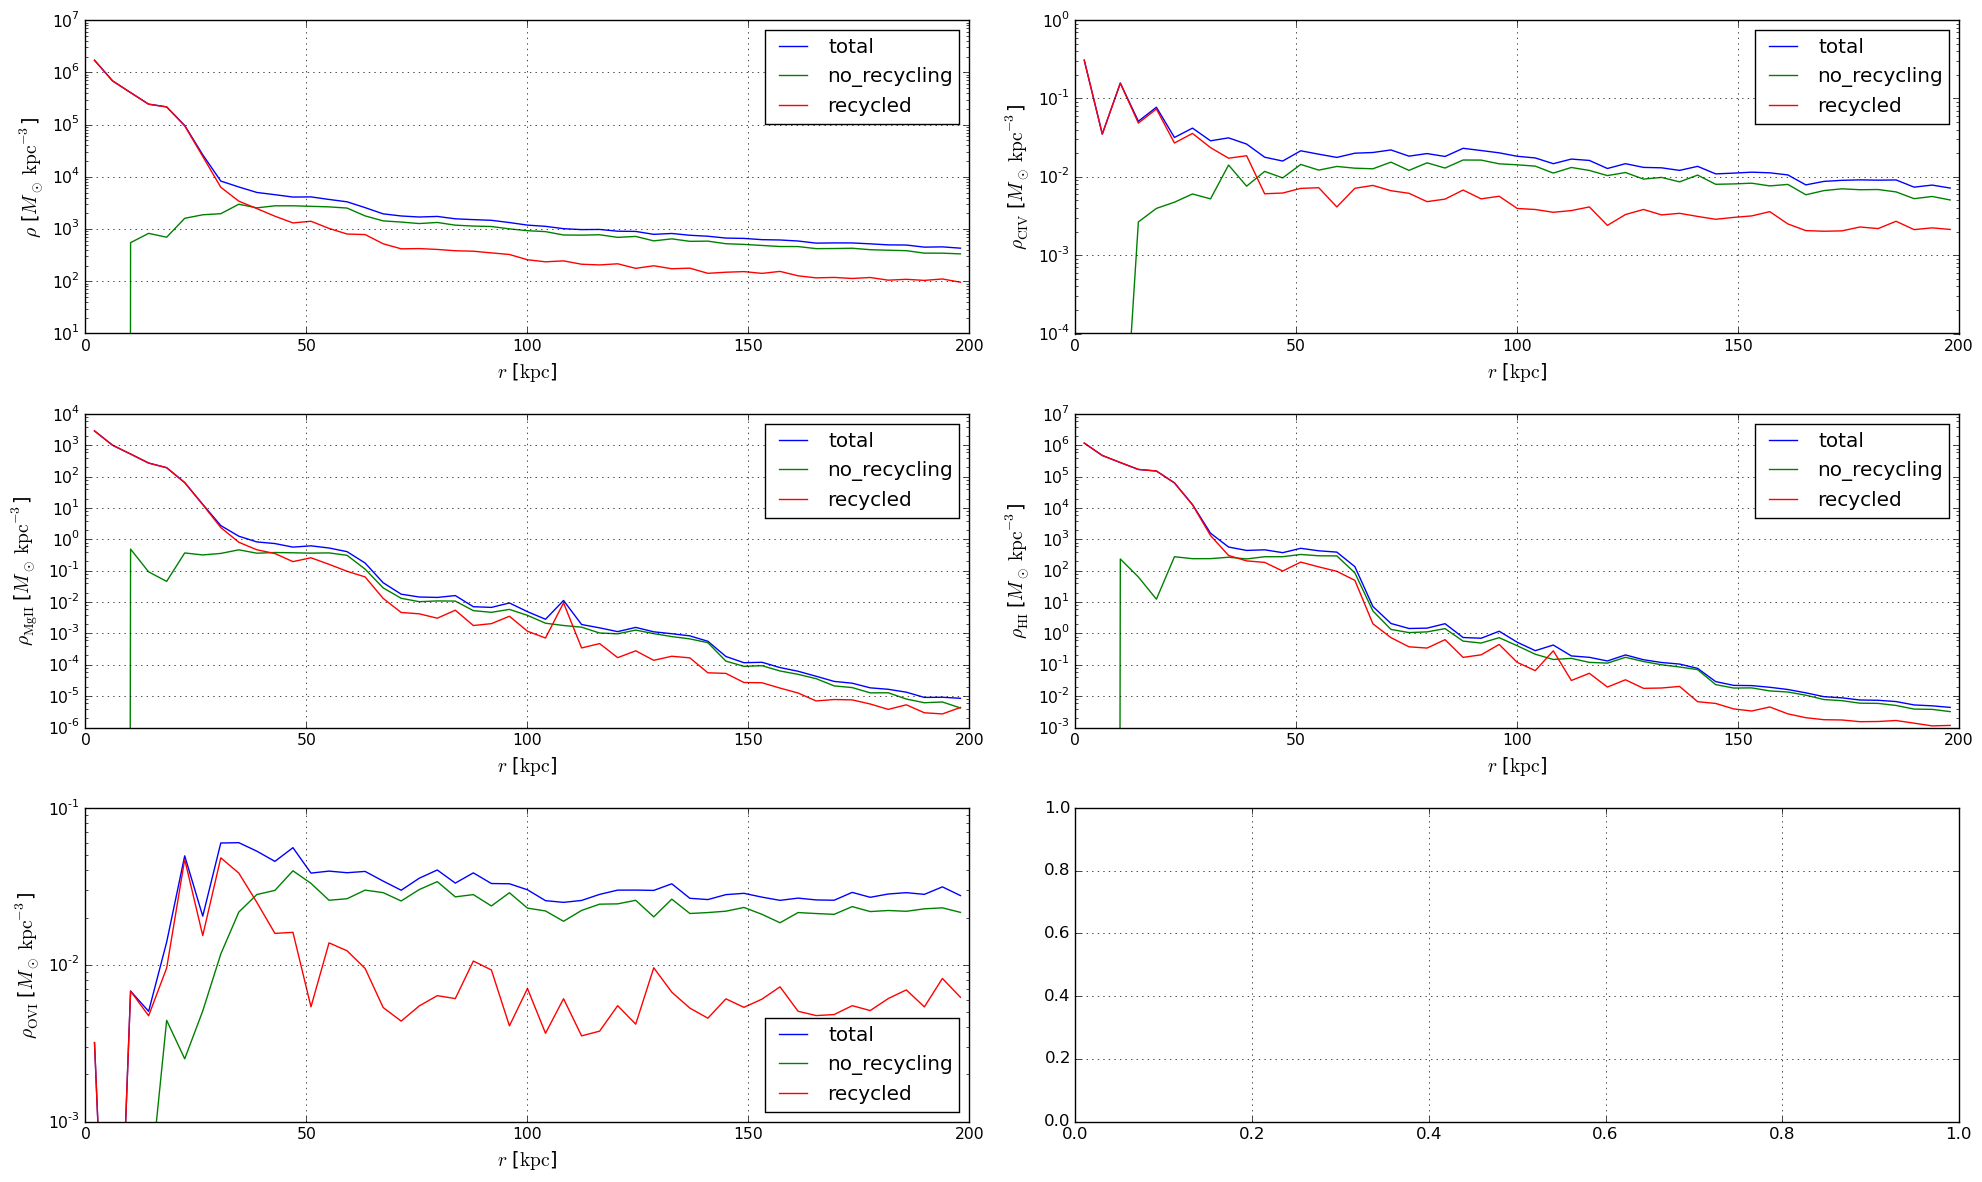 10^7
10^6
10^5
10^4
10^3
10^2
10^1
ρ [M_⊙ kpc^{-3}]
0 50 100 150 200
r [kpc]
total
no_recycling
recycled
10^0
10^{-1}
10^{-2}
10^{-3}
10^{-4}
ρ_CIV [M_⊙ kpc^{-3}]
0 50 100 150 200
r [kpc]
total
no_recycling
recycled
10^4
10^3
10^2
10^1
10^0
10^{-1}
10^{-2}
10^{-3}
10^{-4}
10^{-5}
10^{-6}
ρ_MgII [M_⊙ kpc^{-3}]
0 50 100 150 200
r [kpc]
total
no_recycling
recycled
10^7
10^6
10^5
10^4
10^3
10^2
10^1
10^0
10^{-1}
10^{-2}
10^{-3}
ρ_HI [M_⊙ kpc^{-3}]
0 50 100 150 200
r [kpc]
total
no_recycling
recycled
10^{-1}
10^{-2}
10^{-3}
ρ_OVI [M_⊙ kpc^{-3}]
0 50 100 150 200
r [kpc]
total
no_recycling
recycled
1.0
0.8
0.6
0.4
0.2
0.0
0.0 0.2 0.4 0.6 0.8 1.0